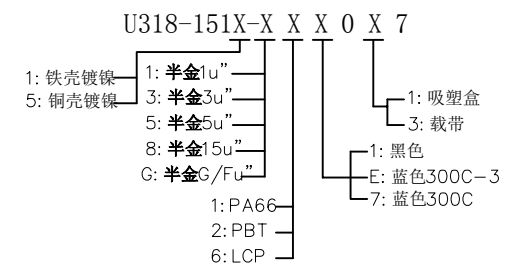 U318-151X-X X X 0 X 7
1: 铁壳镀镍
5: 铜壳镀镍
1: 半金1u"
3: 半金3u"
5: 半金5u"
8: 半金15u"
G: 半金G/Fu"
1: PA66
2: PBT
6: LCP
1: 吸塑盒
3: 载带
1: 黑色
E: 蓝色300C-3
7: 蓝色300C